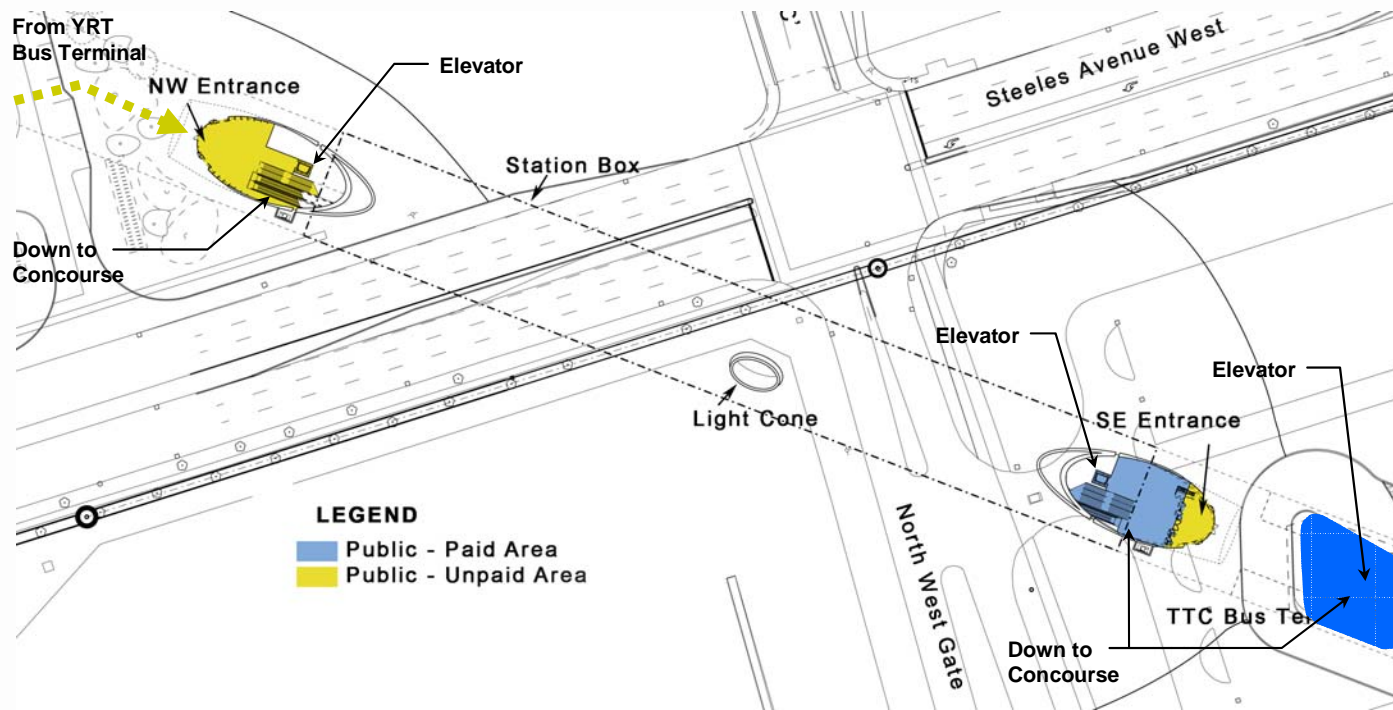 From YRT
Bus Terminal
NW Entrance
Elevator
Steeles Avenue West
Station Box
Down to
Concourse
Elevator
Elevator
Light Cone
SE Entrance
LEGEND
Public - Paid Area
Public - Unpaid Area
North West Gate
TTC Bus Ter
Down to
Concourse